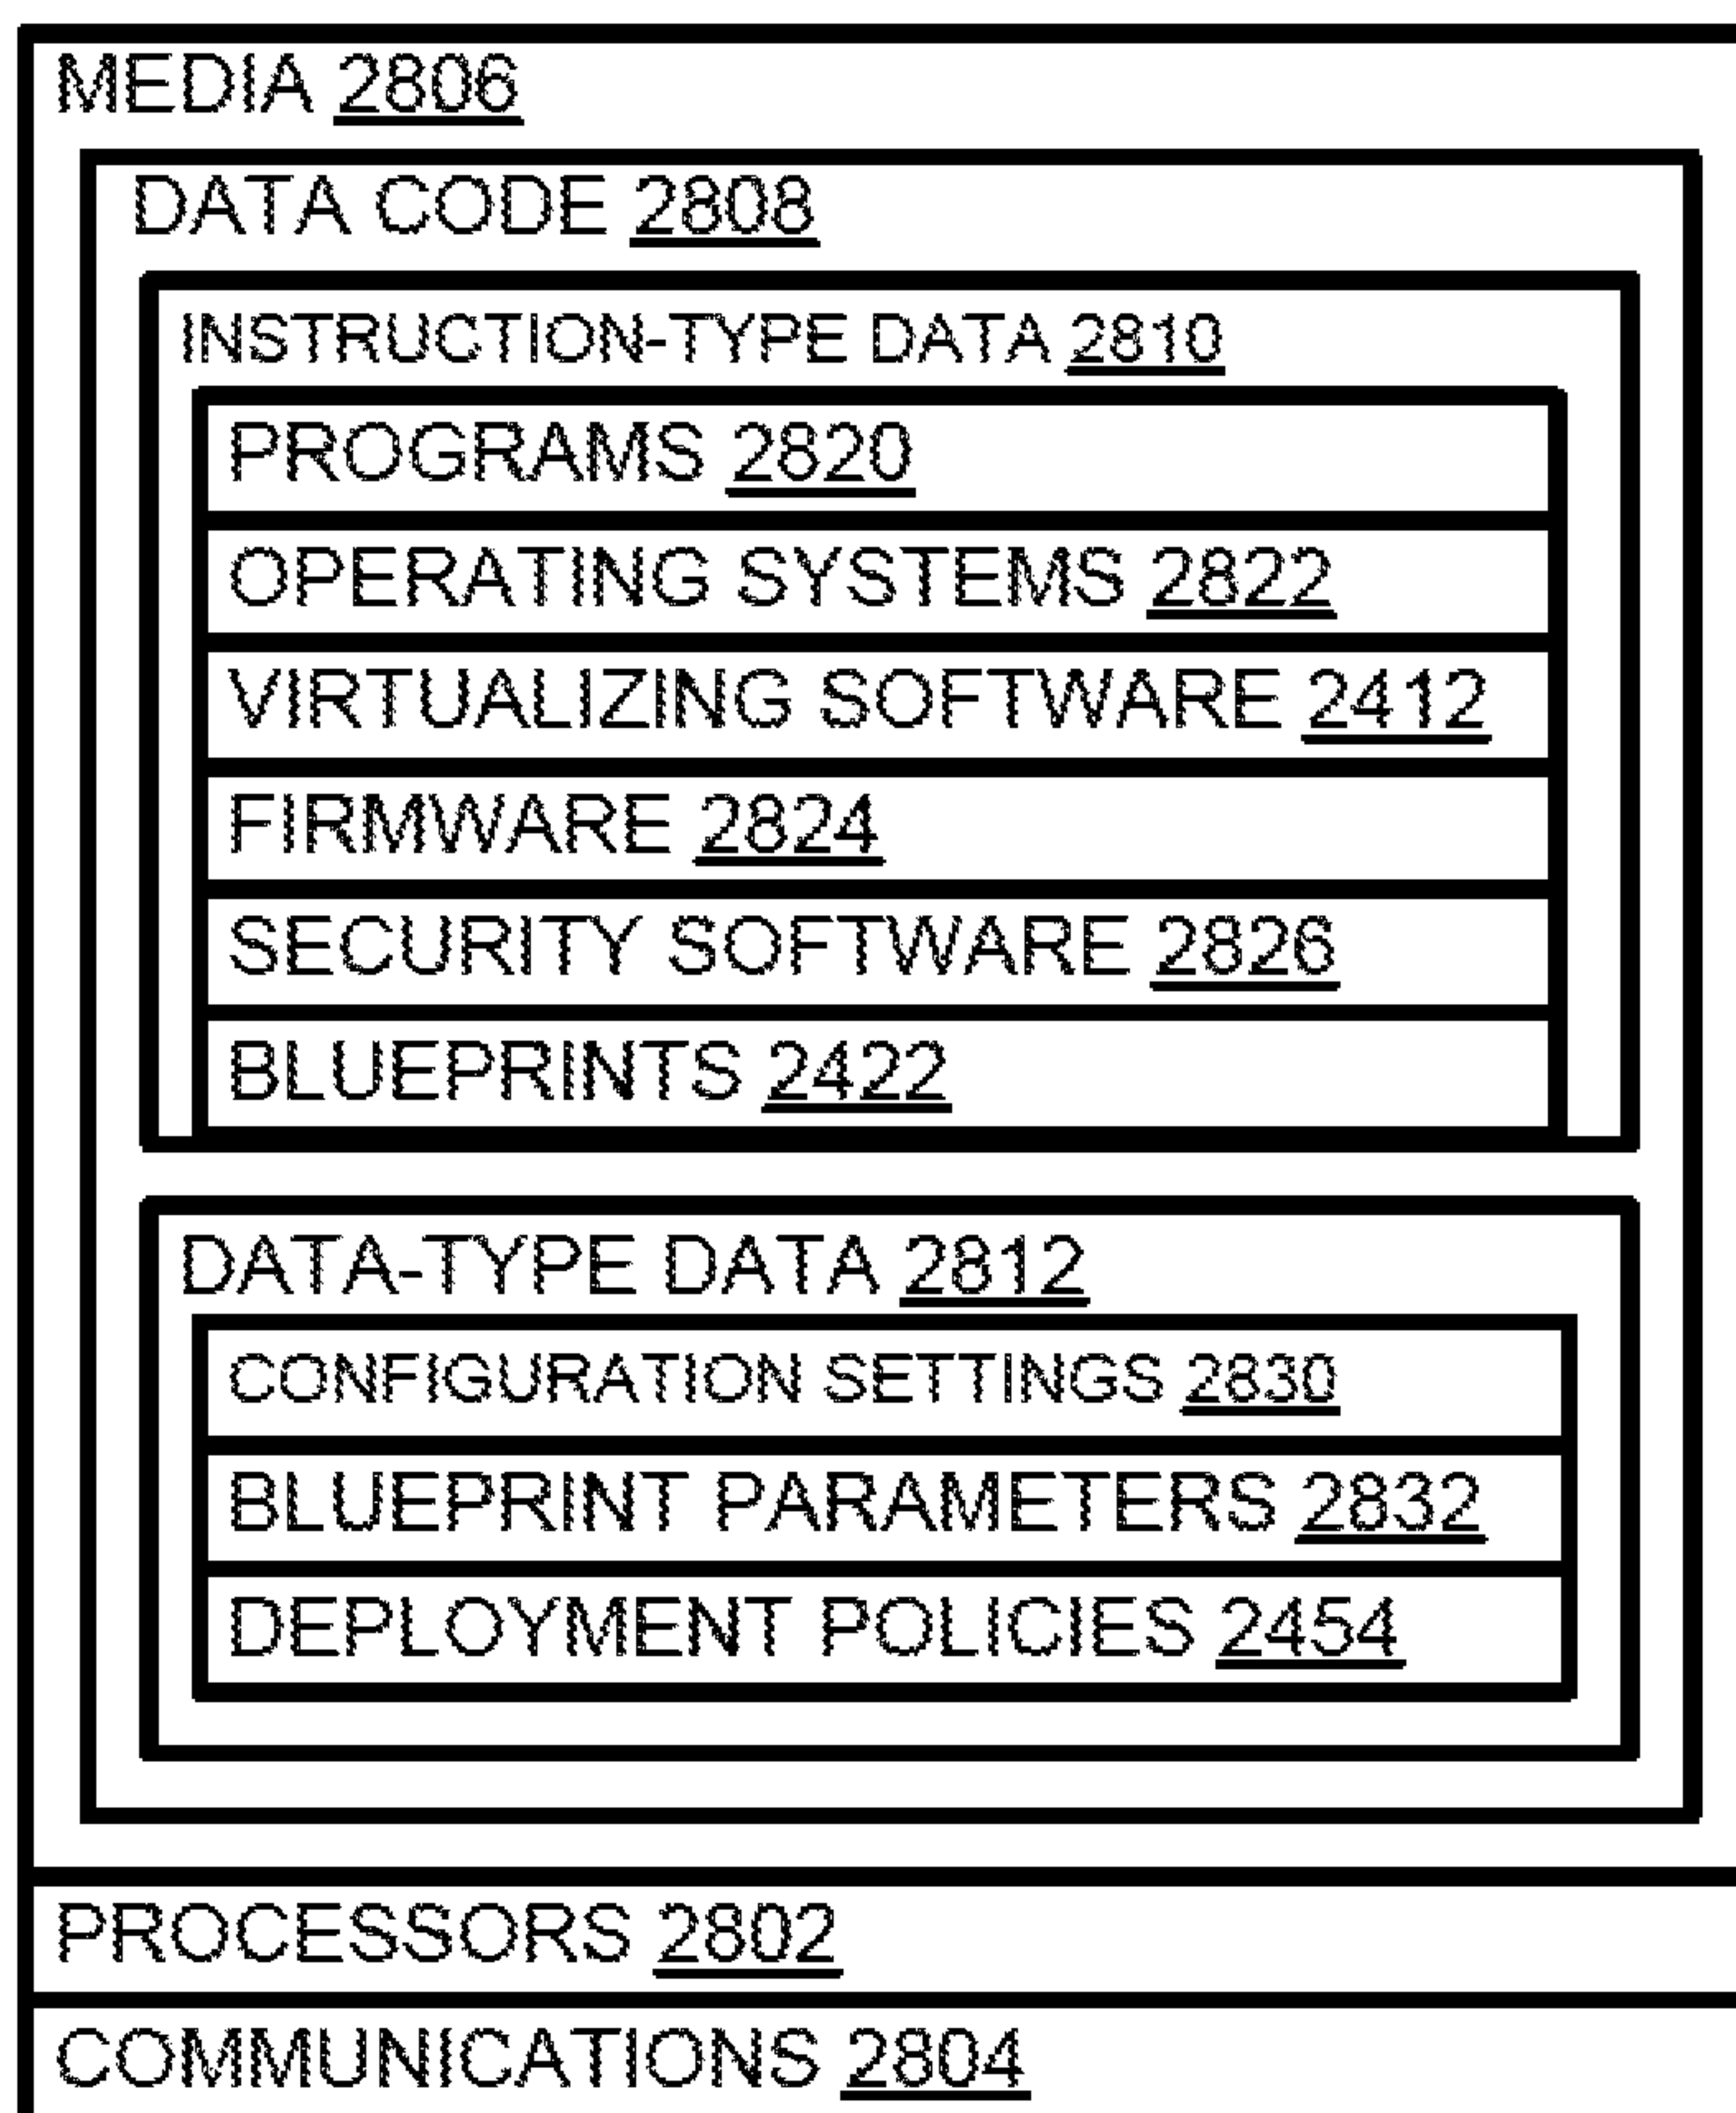 MEDIA 2806
DATA CODE 2808
INSTRUCTION-TYPE DATA 2810
PROGRAMS 2820
OPERATING SYSTEMS 2822
VIRTUALIZING SOFTWARE 2412
FIRMWARE 2824
SECURITY SOFTWARE 2826
BLUEPRINTS 2422
DATA-TYPE DATA 2812
CONFIGURATION SETTINGS 2830
BLUEPRINT PARAMETERS 2832
DEPLOYMENT POLICIES 2454
PROCESSORS 2802
COMMUNICATIONS 2804